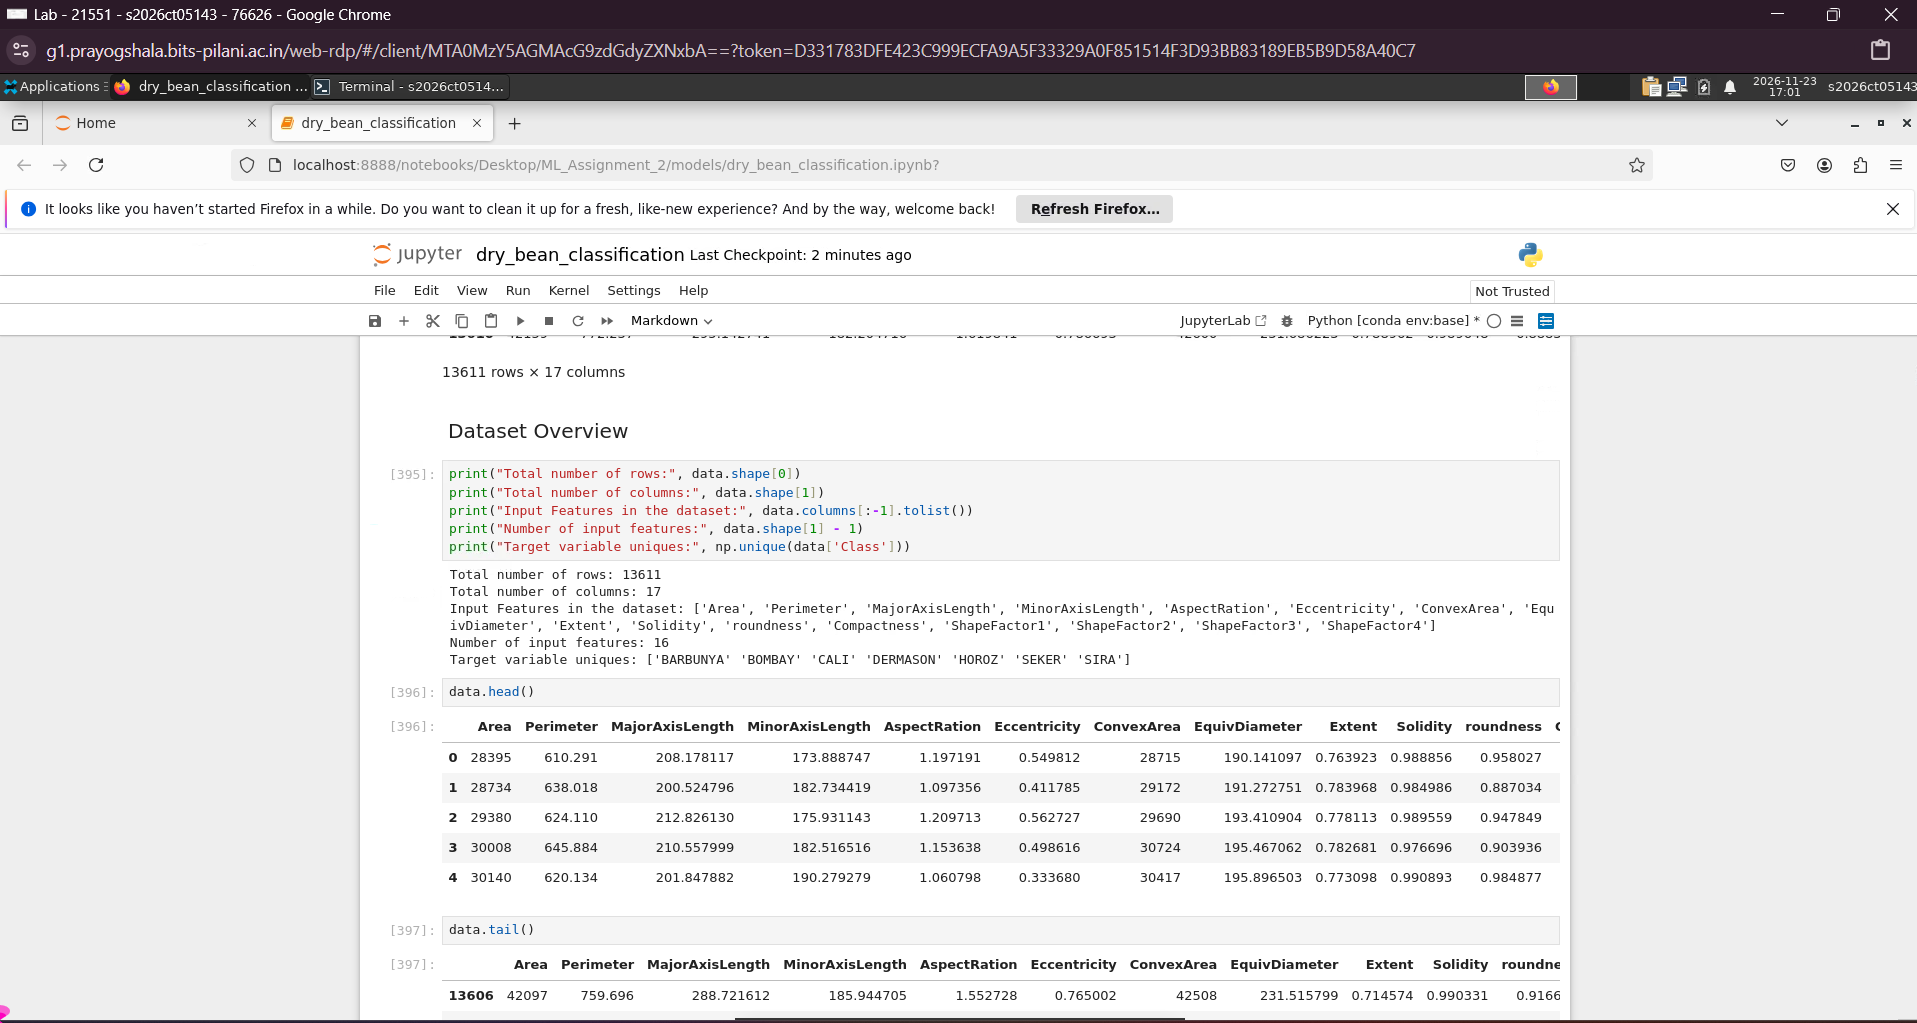 Lab - 21551 - s2026ct05143 - 76626 - Google Chrome
g1.prayogshala.bits-pilani.ac.in/web-rdp/#/client/MTA0MzY5AGMAcG9zdGdyZXNxbA==?token=D331783DFE423C999ECFA9A5F33329A0F851514F3D93BB83189EB5B9D58A40C7
Applications dry_bean_classification ... Terminal - s2026ct0514... 2026-11-23 s2026ct05143
17:01
Home dry_bean_classification
localhost:8888/notebooks/Desktop/ML_Assignment_2/models/dry_bean_classification.ipynb?
It looks like you haven’t started Firefox in a while. Do you want to clean it up for a fresh, like-new experience? And by the way, welcome back! Refresh Firefox...
jupyter dry_bean_classification Last Checkpoint: 2 minutes ago
File Edit View Run Kernel Settings Help Not Trusted
Markdown JupyterLab Python [conda env:base] *
13611 rows × 17 columns
Dataset Overview
[395]: print("Total number of rows:", data.shape[0])
print("Total number of columns:", data.shape[1])
print("Input Features in the dataset:", data.columns[:-1].tolist())
print("Number of input features:", data.shape[1] - 1)
print("Target variable uniques:", np.unique(data['Class']))
Total number of rows: 13611
Total number of columns: 17
Input Features in the dataset: ['Area', 'Perimeter', 'MajorAxisLength', 'MinorAxisLength', 'AspectRation', 'Eccentricity', 'ConvexArea', 'Equ
ivDiameter', 'Extent', 'Solidity', 'roundness', 'Compactness', 'ShapeFactor1', 'ShapeFactor2', 'ShapeFactor3', 'ShapeFactor4']
Number of input features: 16
Target variable uniques: ['BARBUNYA' 'BOMBAY' 'CALI' 'DERMASON' 'HOROZ' 'SEKER' 'SIRA']
[396]: data.head()
[396]: Area Perimeter MajorAxisLength MinorAxisLength AspectRation Eccentricity ConvexArea EquivDiameter Extent Solidity roundness
0 28395 610.291 208.178117 173.888747 1.197191 0.549812 28715 190.141097 0.763923 0.988856 0.958027
1 28734 638.018 200.524796 182.734419 1.097356 0.411785 29172 191.272751 0.783968 0.984986 0.887034
2 29380 624.110 212.826130 175.931143 1.209713 0.562727 29690 193.410904 0.778113 0.989559 0.947849
3 30008 645.884 210.557999 182.516516 1.153638 0.498616 30724 195.467062 0.782681 0.976696 0.903936
4 30140 620.134 201.847882 190.279279 1.060798 0.333680 30417 195.896503 0.773098 0.990893 0.984877
[397]: data.tail()
[397]: Area Perimeter MajorAxisLength MinorAxisLength AspectRation Eccentricity ConvexArea EquivDiameter Extent Solidity roundne
13606 42097 759.696 288.721612 185.944705 1.552728 0.765002 42508 231.515799 0.714574 0.990331 0.9166